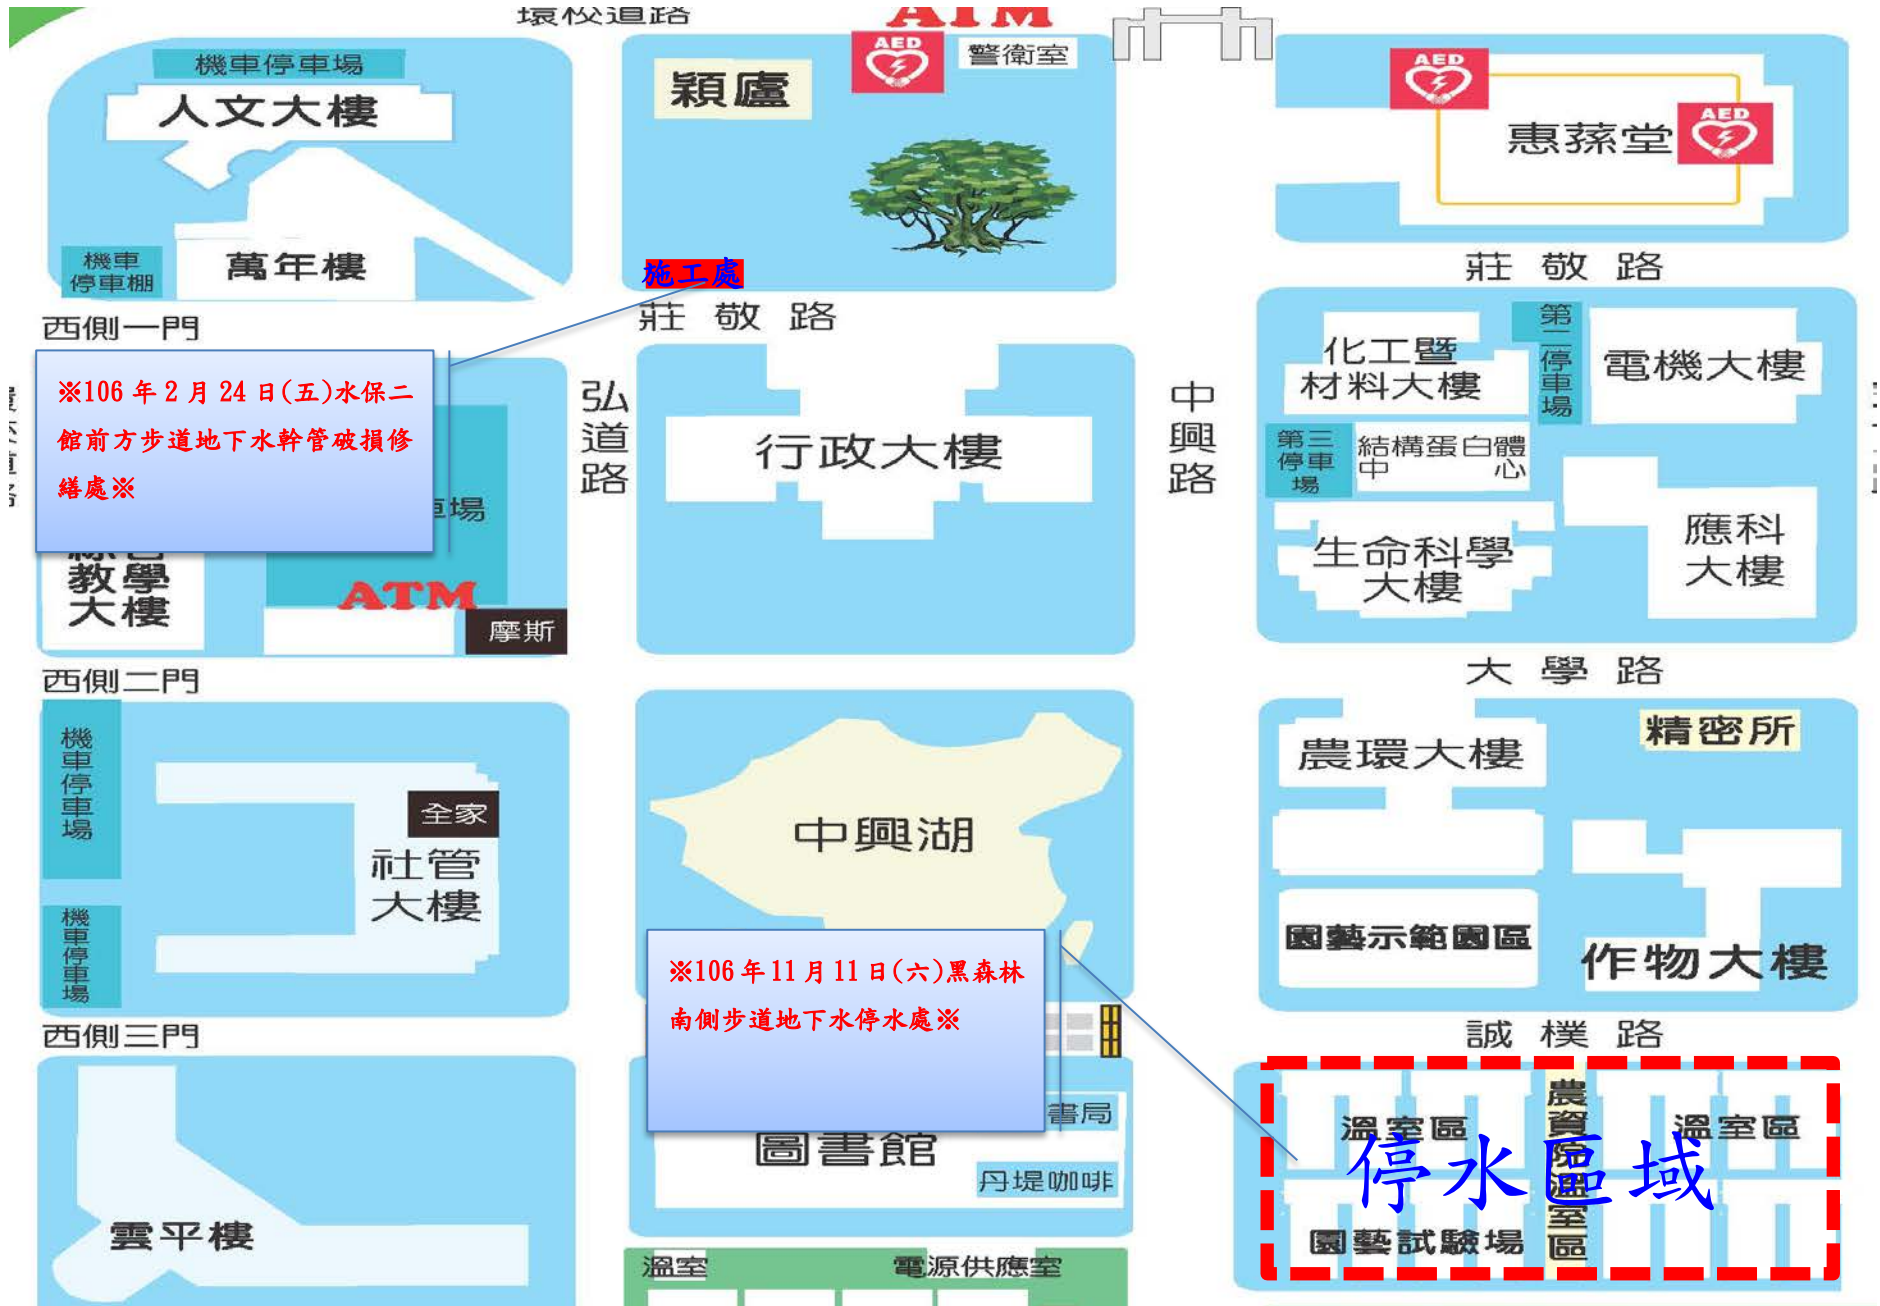 環校道路
ATM
機車停車場
人文大樓
萬年樓
機車
停車棚
穎廬
AED
警衛室
施工處
AED
惠蓀堂
AED
西側一門
莊敬路
莊敬路
※106年2月24日(五)水保二
館前方步道地下水幹管破損修
繕處※
車場
教學
大樓
ATM
摩斯
弘道路
行政大樓
中興路
化工暨
材料大樓
第二停車場
電機大樓
第三
停車
場
結構蛋白體
中心
生命科學
大樓
應科
大樓
西側二門
大學路
機車停車場
全家
社管
大樓
機車停車場
中興湖
農環大樓
精密所
園藝示範園區
作物大樓
※106年11月11日(六)黑森林
南側步道地下水停水處※
西側三門
誠樸路
雲平樓
書局
圖書館
丹堤咖啡
溫室
電源供應室
溫室區
農資院溫室區
溫室區
停水區域
園藝試驗場